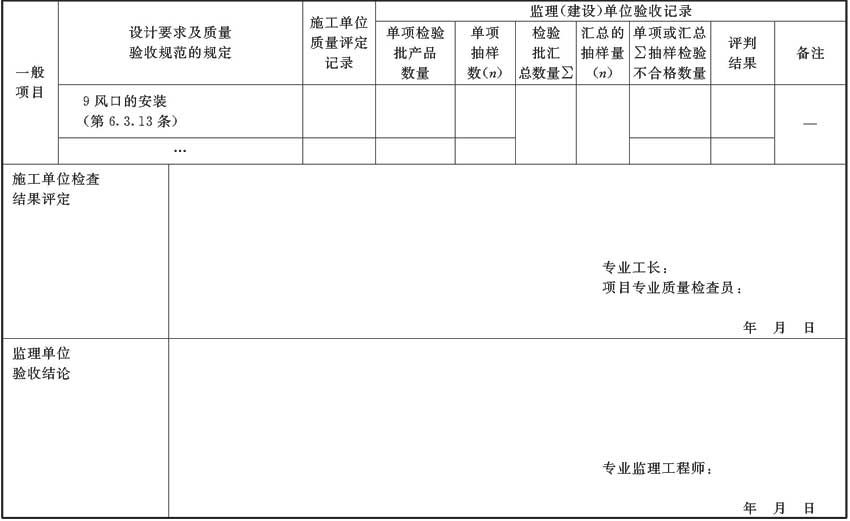 一般
项目
设计要求及质量
验收规范的规定
施工单位
质量评定
记录
监理(建设)单位验收记录
单项检验
批产品
数量
单项
抽样
数(n)
检验
批汇
总数量∑
汇总的
抽样量
(n)
单项或汇总
∑抽样检验
不合格数量
评判
结果
备注
9 风口的安装
(第 6.3.13 条)
—
…
施工单位检查
结果评定
专业工长:
项目专业质量检查员:
年 月 日
监理单位
验收结论
专业监理工程师:
年 月 日